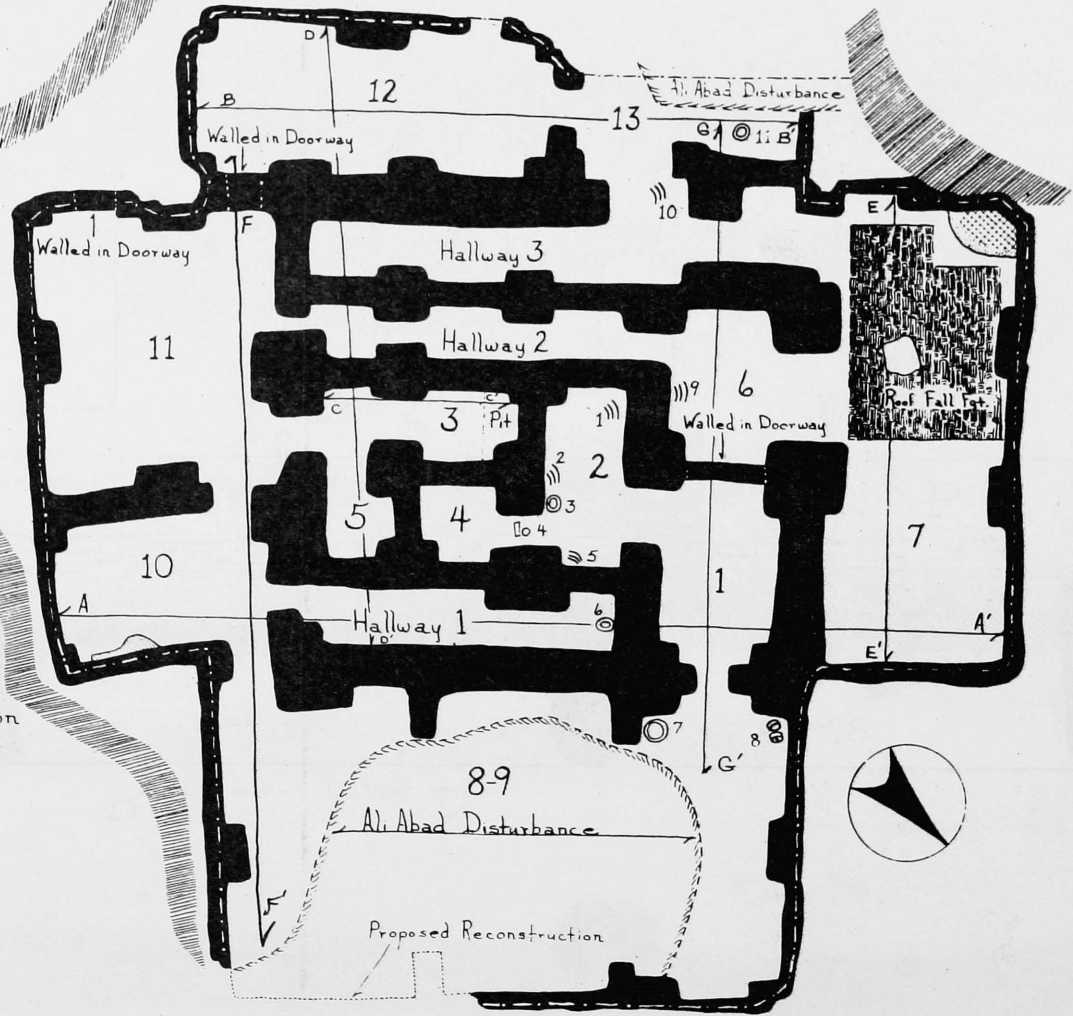 D
12
B
13
Ali Abad Disturbance
G
11 B'
Walled in Doorway
10
E
F
Walled in Doorway
Hallway 3
11
Hallway 2
6
9
Roof Fall Fgt.
C
C'
3
Pit
1
Walled in Doorway
2
2
3
5
4
4
5
7
10
1
A
6
Hallway 1
A'
D'
E'
on
7
8
G'
8-9
Ali Abad Disturbance
Proposed Reconstruction